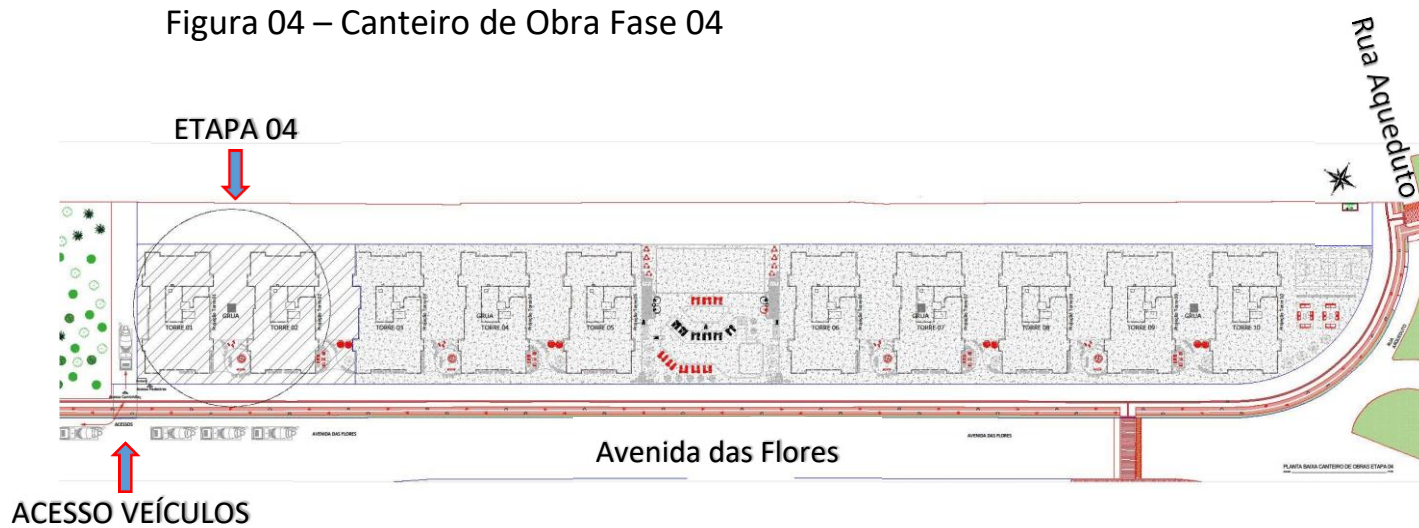 Figura 04 – Canteiro de Obra Fase 04
Rua Aqueduto
ETAPA 04
GRUA
GRUA
GRUA
GRUA
TORRE 01
TORRE 02
TORRE 03
TORRE 04
TORRE 05
TORRE 06
TORRE 07
TORRE 08
TORRE 09
TORRE 10
ACESSOS
AVENIDA DAS FLORES
Avenida das Flores
AVENIDA DAS FLORES
PLANTA BAIXA CANTEIRO DE OBRAS ETAPA 04
ACESSO VEÍCULOS